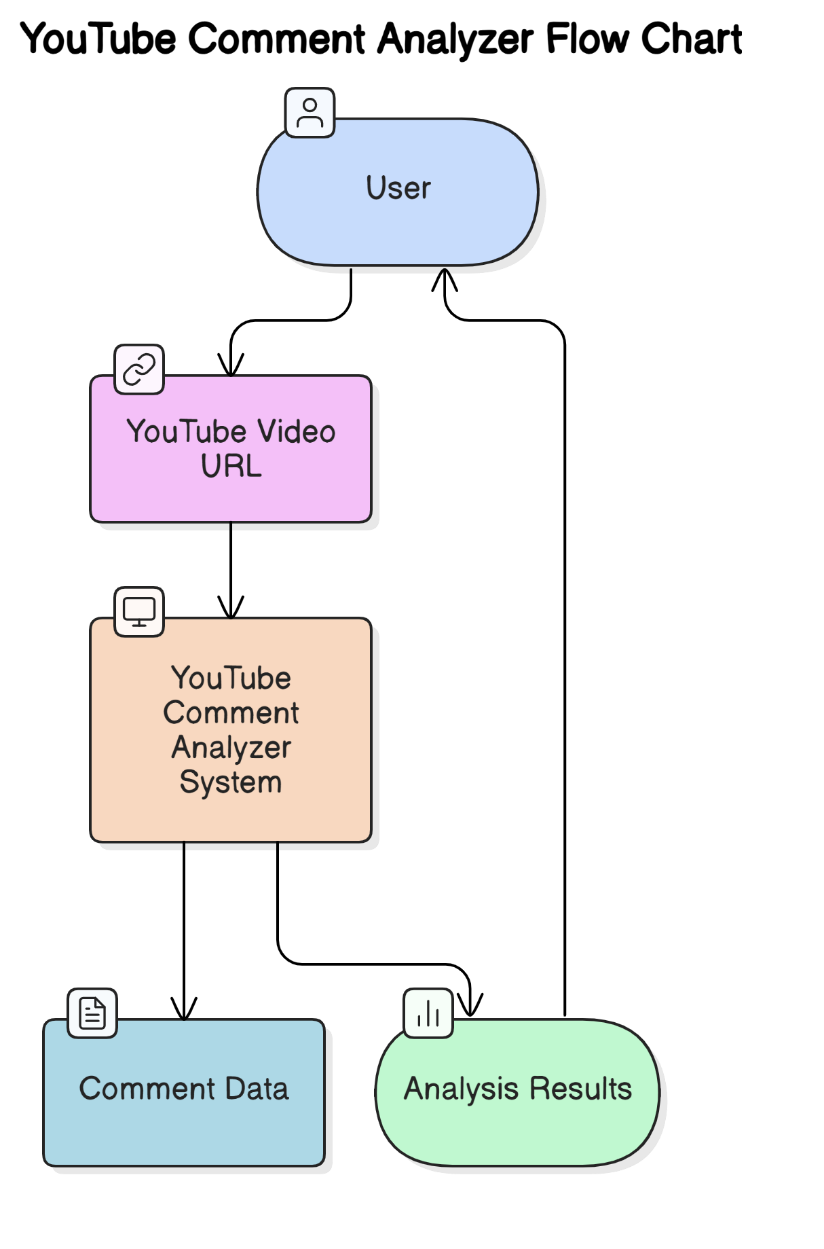 YouTube Comment Analyzer Flow Chart
User
YouTube Video
URL
YouTube
Comment
Analyzer
System
Comment Data
Analysis Results